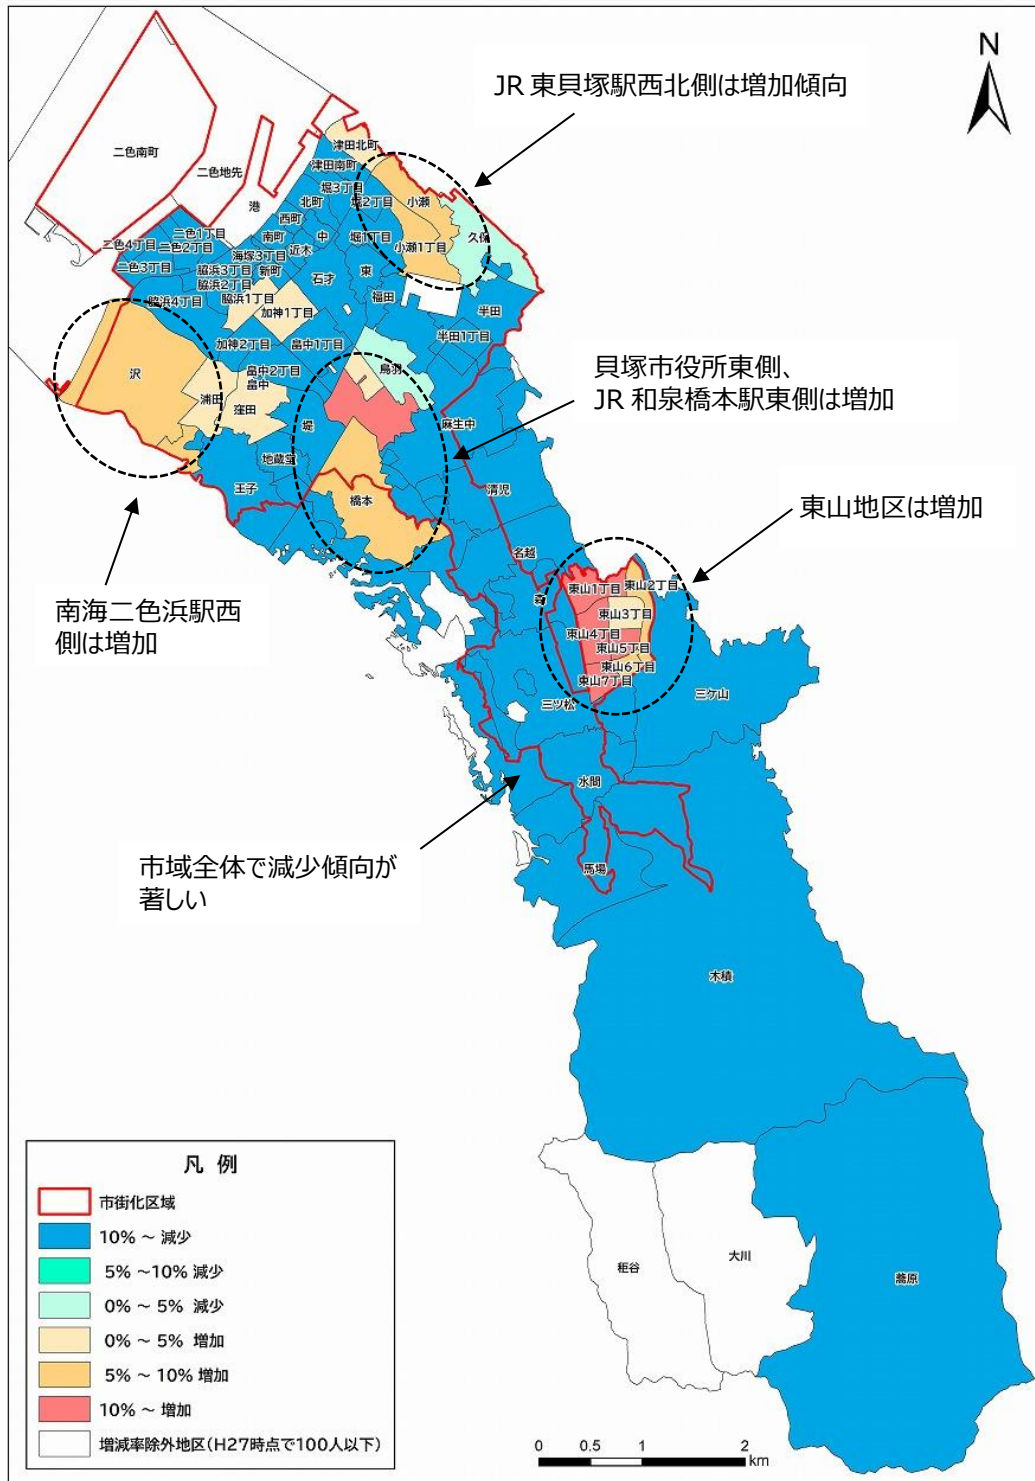 N
JR 東貝塚駅西北側は増加傾向
二色南町
二色地先
港
津田北町
津田南町
堀3丁目
堀2丁目
北町
西町
小瀬
久保
南町
中
堀1丁目
小瀬1丁目
二色1丁目
二色4丁目
二色2丁目
二色3丁目
海塚3丁目
近木
脇浜3丁目
新町
石才
東
脇浜2丁目
脇浜1丁目
福田
脇浜4丁目
加神1丁目
半田
半田1丁目
加神2丁目
畠中1丁目
沢
畠中2丁目
畠中
鳥羽
浦田
窪田
堤
麻生中
貝塚市役所東側、
JR 和泉橋本駅東側は増加
地蔵堂
王子
橋本
清児
東山地区は増加
名越
森
東山1丁目
東山2丁目
東山3丁目
東山4丁目
東山5丁目
東山6丁目
東山7丁目
南海二色浜駅西
側は増加
三ツ松
三ケ山
水間
市域全体で減少傾向が
著しい
馬場
木積
秬谷
大川
蕎原
凡 例
市街化区域
10% ～ 減少
5% ～10% 減少
0% ～ 5% 減少
0% ～ 5% 増加
5% ～ 10% 増加
10% ～ 増加
増減率除外地区(H27時点で100人以下)
0 0.5 1 2
km